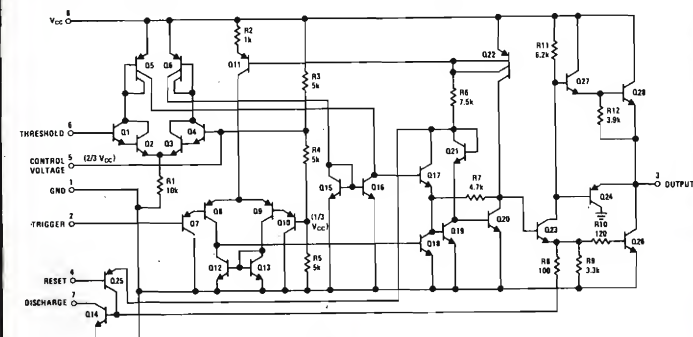 8
VCC
R2
1k
Q5
Q6
Q11
R3
5k
Q22
R11
6.2k
Q27
Q28
R6
7.5k
R12
3.9k
THRESHOLD 6
Q1
Q2
Q3
Q4
CONTROL 5 (2/3 VCC)
VOLTAGE
R1
10k
R4
5k
Q15
Q16
Q17
Q21
R7
4.7k
3
OUTPUT
GND 1
TRIGGER 2
Q7
Q8
Q9
Q10
(1/3
VCC)
Q18
Q19
Q20
Q23
Q24
R10
120
Q26
Q12
Q13
R5
5k
R8
100
R9
3.3k
RESET 4
Q25
DISCHARGE 7
Q14